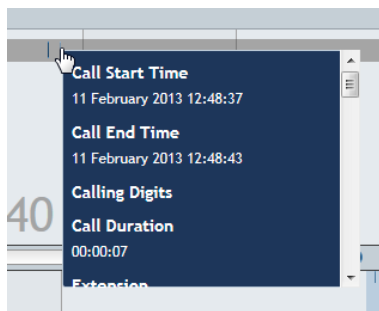 Call Start Time
11 February 2013 12:48:37
Call End Time
11 February 2013 12:48:43
Calling Digits
40
Call Duration
00:00:07
Extension